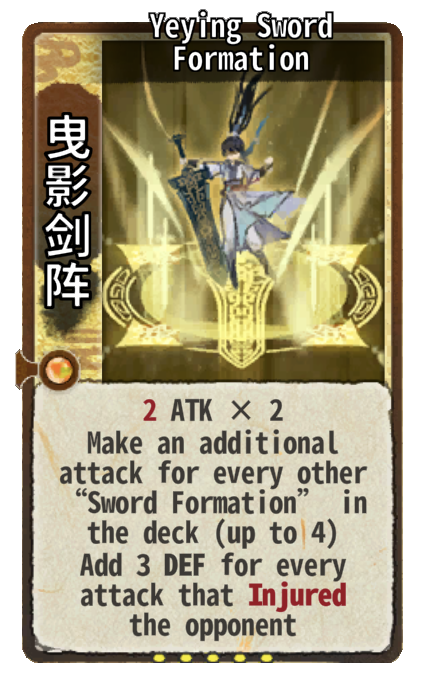 Yeying Sword
Formation
曳影剑阵
2 ATK × 2
Make an additional
attack for every other
“Sword Formation” in
the deck (up to 4)
Add 3 DEF for every
attack that Injured
the opponent